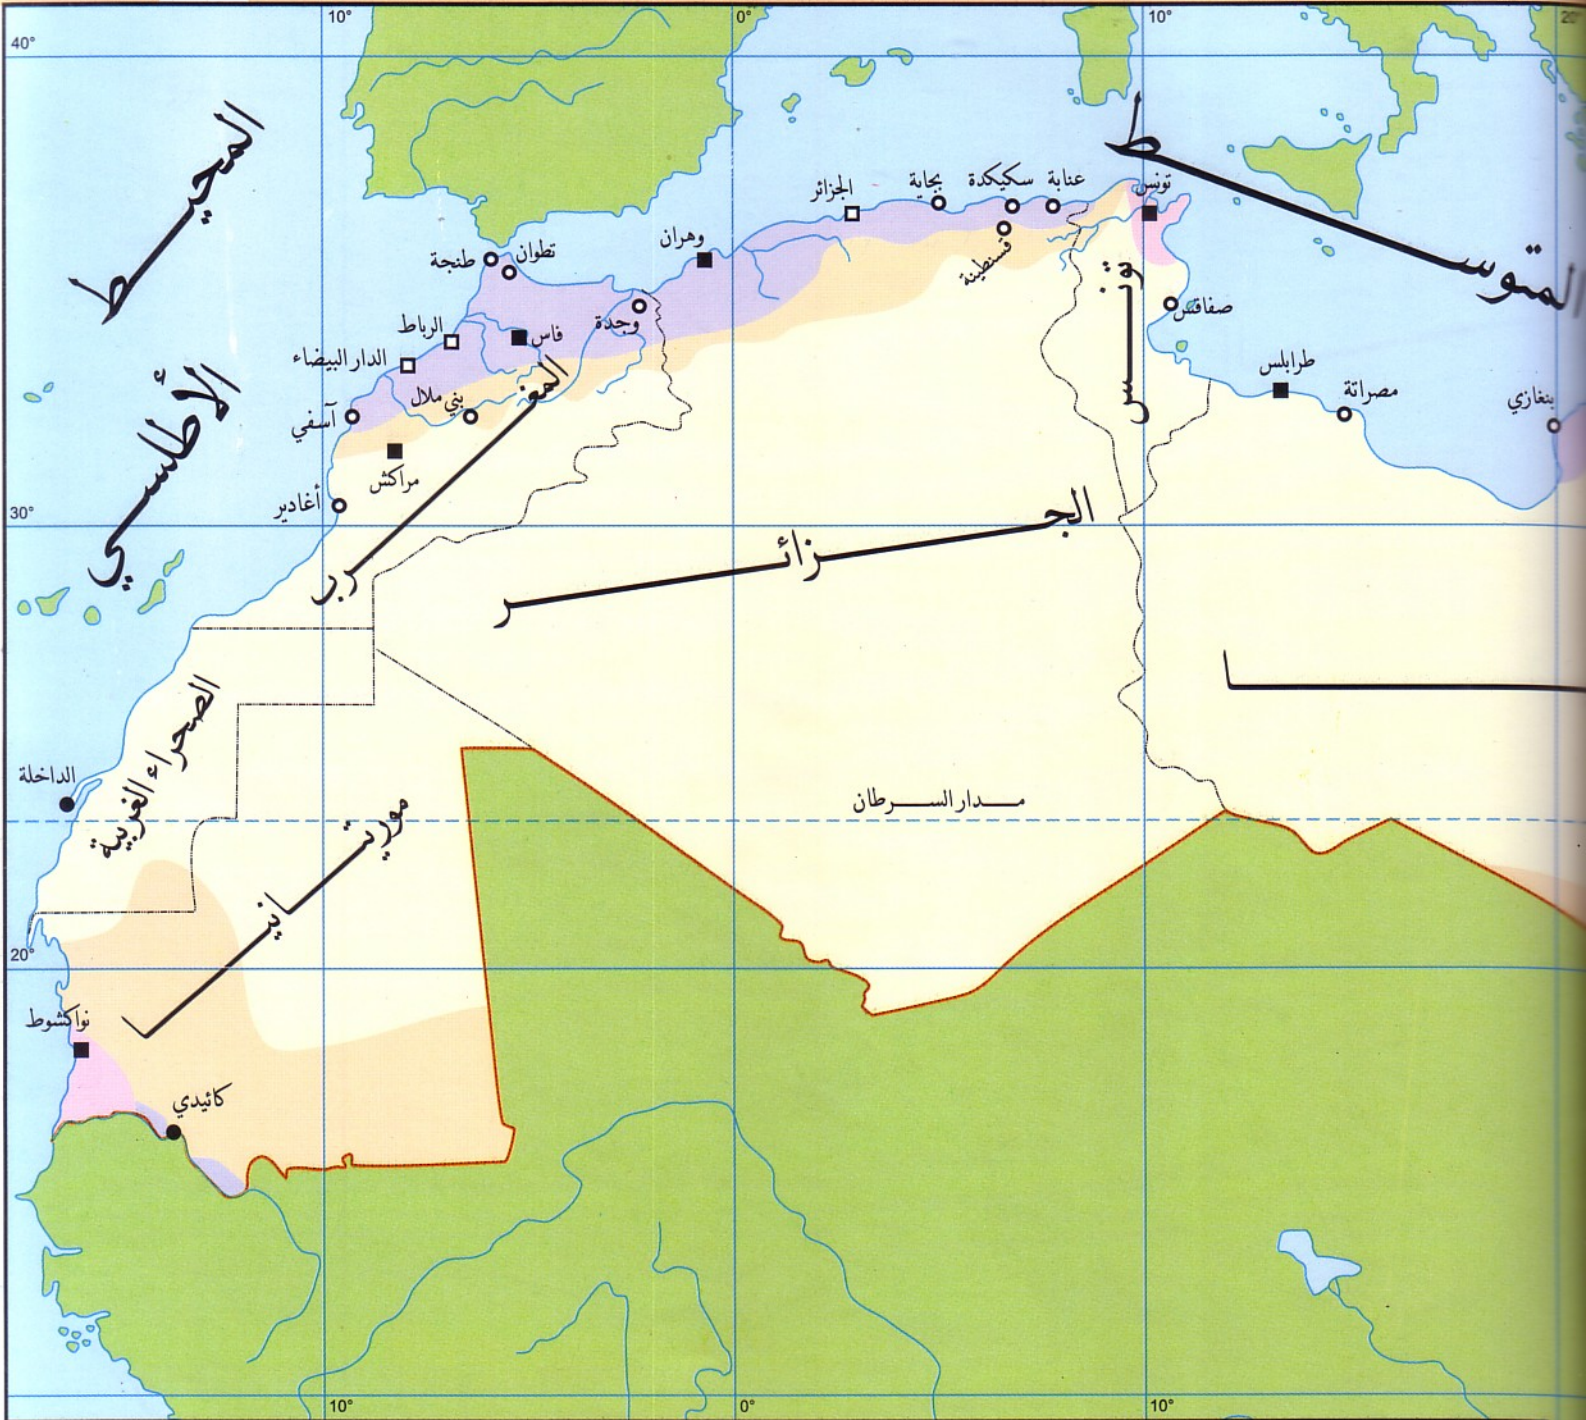 10°
0°
10°
20°
40°
المحيط
الأطلسي
المتوسط
تونس
عنابة
سكيكدة
بجاية
الجزائر
قسنطينة
وهران
تطوان
طنجة
وجدة
الرباط
فاس
الدار البيضاء
بني ملال
آسفي
مراكش
أغادير
صفاقس
طرابلس
مصراتة
بنغازي
تونس
المغرب
الجزائر
30°
ا
الصحراء الغربية
الداخلة
مدار السرطان
موريتانيا
20°
نواكشوط
كائيدي
10°
0°
10°